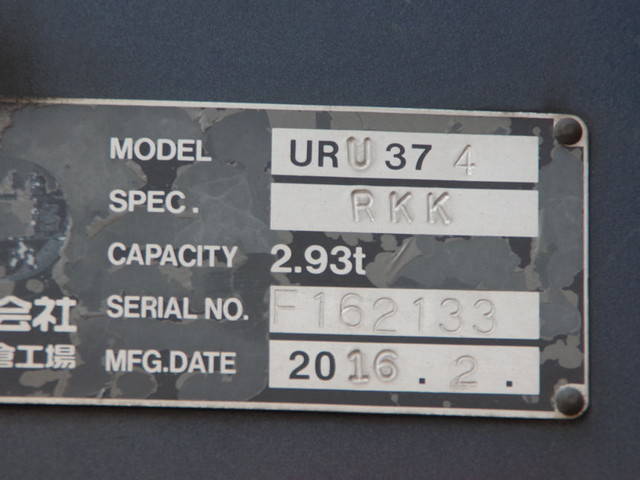 MODEL URU374
SPEC. RKK
CAPACITY 2.93t
会社 SERIAL NO. F162133
倉工場 MFG.DATE 2016.2.